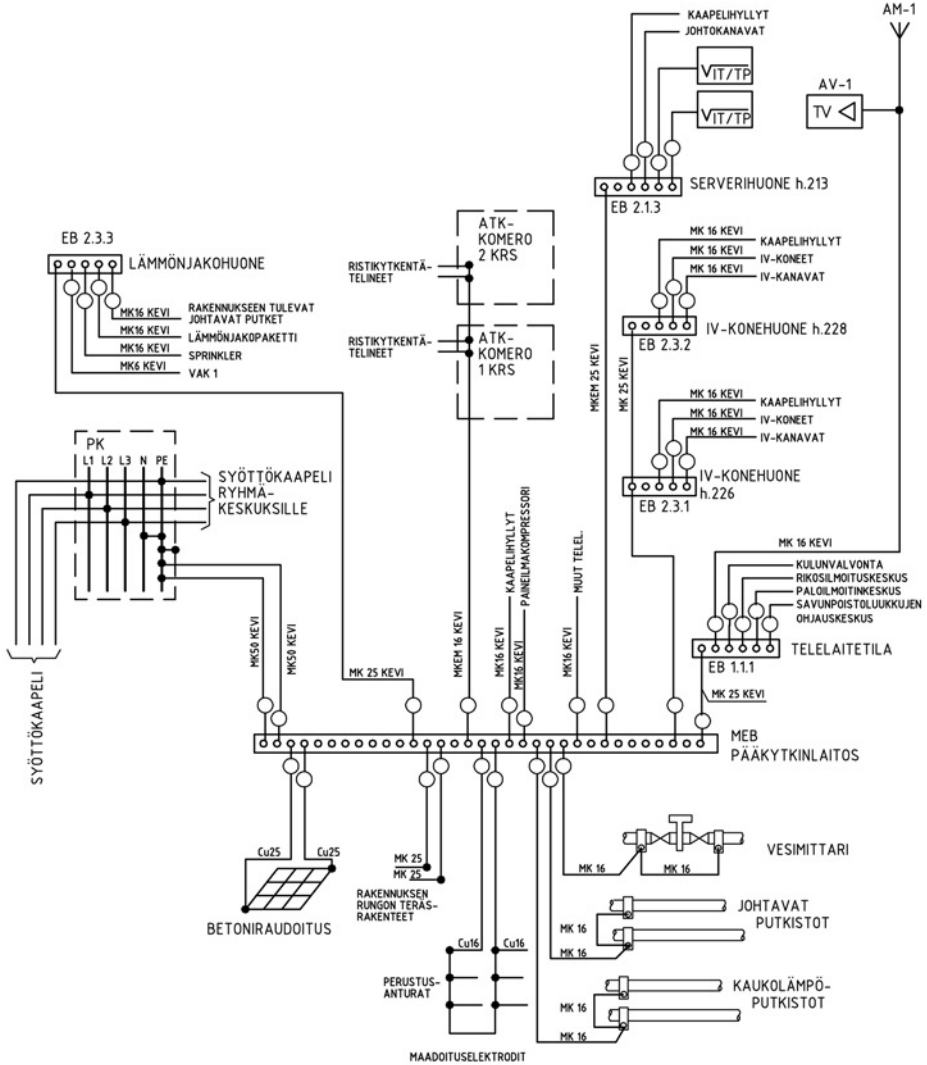 KAAPELIHYLLYT
JOHTOKANAVAT
AM-1
VIT/TP
AV-1
TV
VIT/TP
SERVERIHUONE h.213
EB 2.1.3
EB 2.3.3
LÄMMÖNJAKOHUONE
MK16 KEVI
RAKENNUKSEEN TULEVAT
JOHTAVAT PUTKET
MK16 KEVI
LÄMMÖNJAKOPAKETTI
MK16 KEVI
SPRINKLER
MK6 KEVI
VAK 1
ATK-
KOMERO
2 KRS
RISTIKYTKENTÄ-
TELINEET
ATK-
KOMERO
1 KRS
RISTIKYTKENTÄ-
TELINEET
MK 16 KEVI
KAAPELIHYLLYT
MK 16 KEVI
IV-KONEET
MK 16 KEVI
IV-KANAVAT
IV-KONEHUONE h.228
EB 2.3.2
MKEM 25 KEVI
MK 25 KEVI
MK 16 KEVI
KAAPELIHYLLYT
MK 16 KEVI
IV-KONEET
MK 16 KEVI
IV-KANAVAT
IV-KONEHUONE
h.226
EB 2.3.1
PK
L1 L2 L3 N PE
SYÖTTÖKAAPELI
RYHMÄ-
KESKUKSILLE
SYÖTTÖKAAPELI
MK50 KEVI
MK50 KEVI
MK 25 KEVI
MKEM 16 KEVI
KAAPELIHYLLYT
MK16 KEVI
PAINEILMAKOMPRESSORI
MK16 KEVI
MUUT TELEL.
MK16 KEVI
MK 16 KEVI
KULUNVALVONTA
RIKOSILMOITUSKESKUS
PALOILMOITINKESKUS
SAVUNPOISTOLUUKKUJEN
OHJAUSKESKUS
TELELAITETILA
EB 1.1.1
MK 25 KEVI
MEB
PÄÄKYTKINLAITOS
Cu25
Cu25
BETONIRAUDOITUS
MK 25
MK 25
RAKENNUKSEN
RUNGON TERÄS-
RAKENTEET
Cu16
Cu16
PERUSTUS-
ANTURAT
MAADOITUSELEKTRODIT
MK 16
MK 16
VESIMITTARI
MK 16
MK 16
JOHTAVAT
PUTKISTOT
MK 16
MK 16
KAUKOLÄMPÖ-
PUTKISTOT